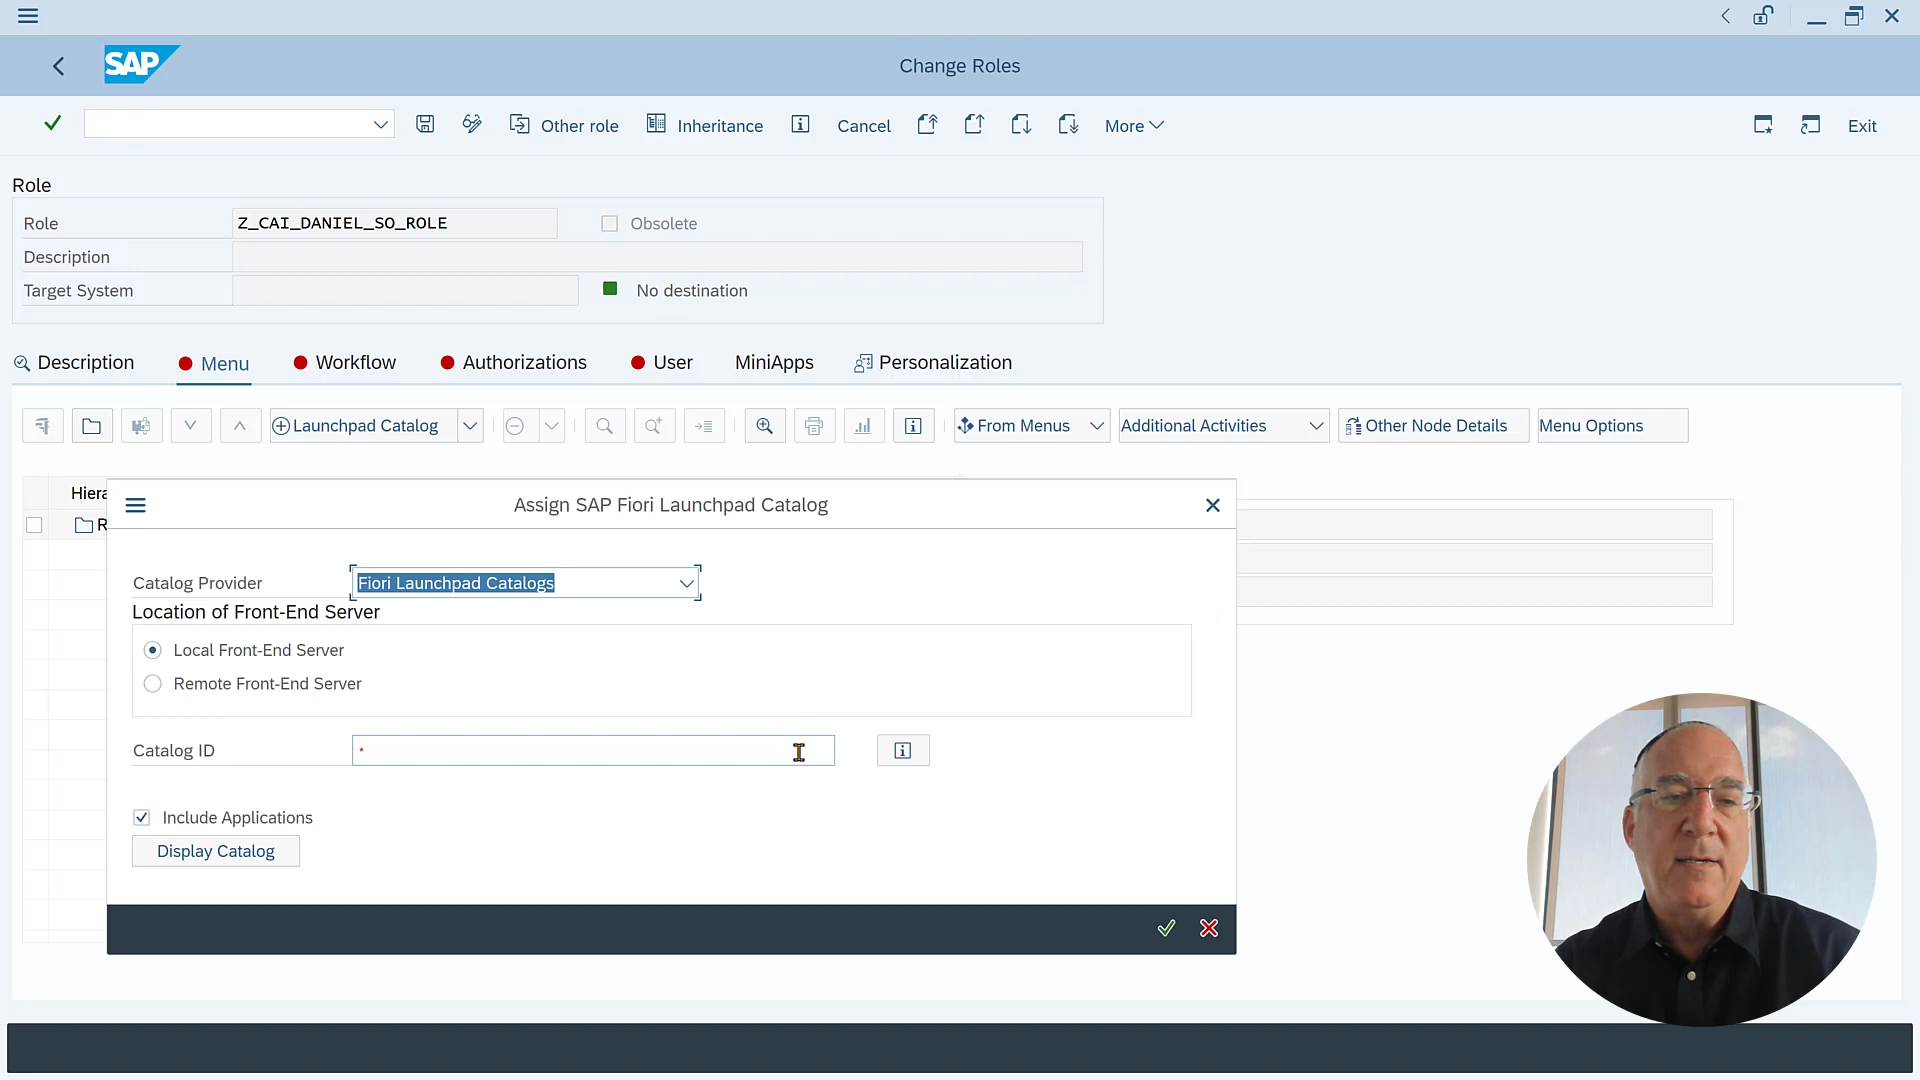 SAP
Change Roles
Other role
Inheritance
Cancel
More
Exit
Role
Role
Z_CAI_DANIEL_SO_ROLE
Obsolete
Description
Target System
No destination
Description
Menu
Workflow
Authorizations
User
MiniApps
Personalization
Launchpad Catalog
From Menus
Additional Activities
Other Node Details
Menu Options
Hiera
R
Assign SAP Fiori Launchpad Catalog
Catalog Provider
Fiori Launchpad Catalogs
Location of Front-End Server
Local Front-End Server
Remote Front-End Server
Catalog ID
*
Include Applications
Display Catalog